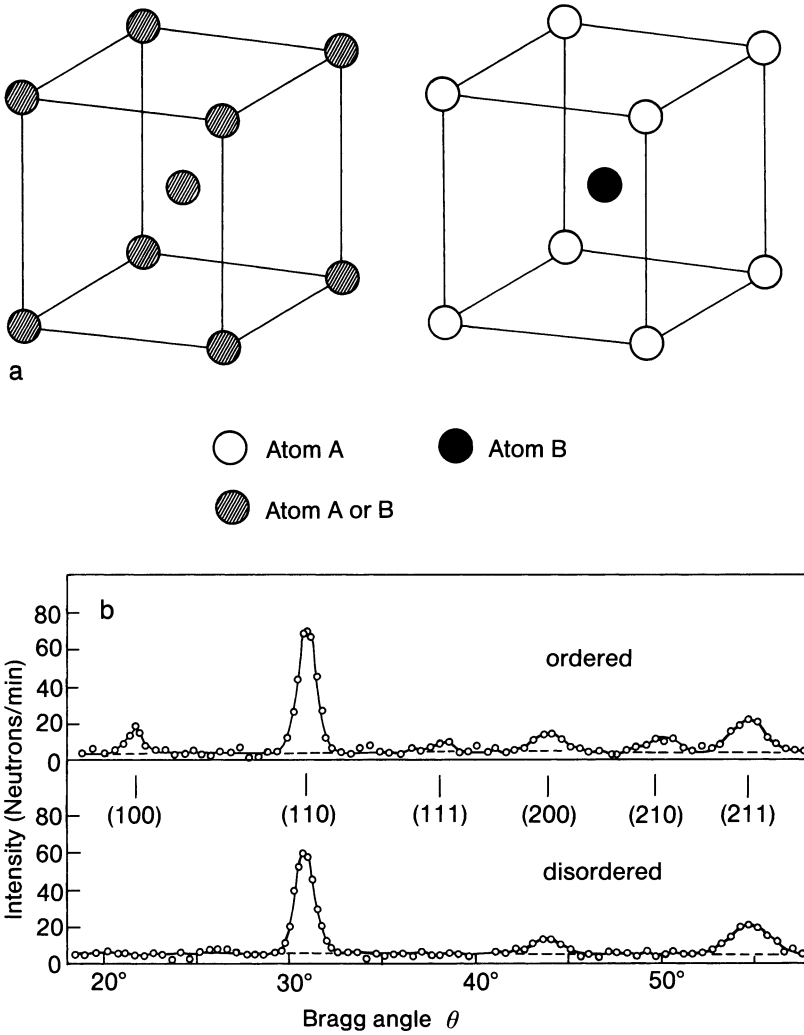 a
Atom A
Atom B
Atom A or B
b
Intensity (Neutrons/min)
80
60
40
20
0
ordered
(100) (110) (111) (200) (210) (211)
80
60
40
20
0
disordered
20° 30° 40° 50°
Bragg angle θ